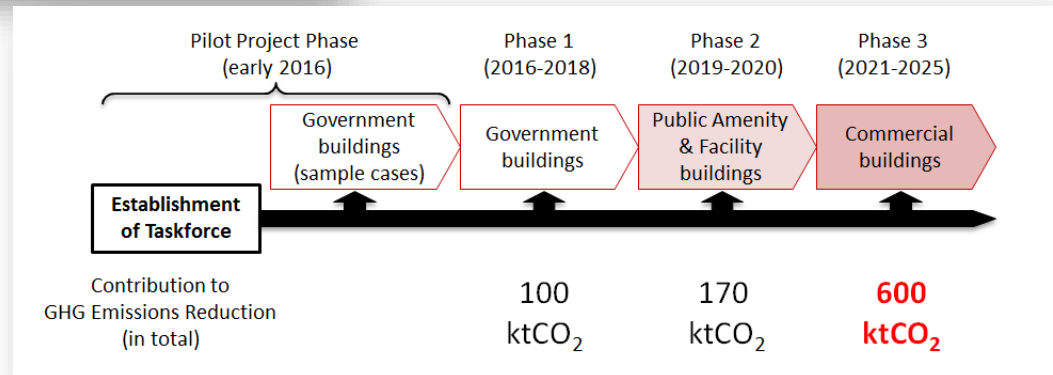 Pilot Project Phase
(early 2016)
Phase 1
(2016-2018)
Phase 2
(2019-2020)
Phase 3
(2021-2025)
Government
buildings
(sample cases)
Government
buildings
Public Amenity
& Facility
buildings
Commercial
buildings
Establishment
of Taskforce
Contribution to
GHG Emissions Reduction
(in total)
100
ktCO₂
170
ktCO₂
600
ktCO₂